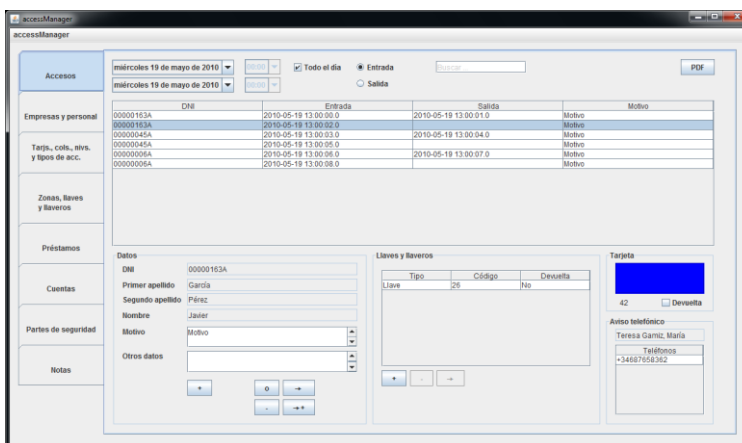 accessManager
accessManager
Accesos
Empresas y personal
Tarjs., cols., nivs.
y tipos de acc.
Zonas, llaves
y llaveros
Préstamos
Cuentas
Partes de seguridad
Notas
miércoles 19 de mayo de 2010 00:00 Todo el día Entrada Buscar... PDF
miércoles 19 de mayo de 2010 00:00 Salida
DNI Entrada Salida Motivo
00000163A 2010-05-19 13:00:00.0 2010-05-19 13:00:01.0 Motivo
00000163A 2010-05-19 13:00:02.0 Motivo
00000045A 2010-05-19 13:00:03.0 2010-05-19 13:00:04.0 Motivo
00000045A 2010-05-19 13:00:05.0 Motivo
00000006A 2010-05-19 13:00:06.0 2010-05-19 13:00:07.0 Motivo
00000006A 2010-05-19 13:00:08.0 Motivo
Datos
DNI 00000163A
Primer apellido García
Segundo apellido Pérez
Nombre Javier
Motivo Motivo
Otros datos
+ o →
- →+
Llaves y llaveros
Tipo Código Devuelta
Llave 26 No
+ - →
Tarjeta
42 Devuelta
Aviso telefónico
Teresa Garniz, María
Teléfonos
+34687658362